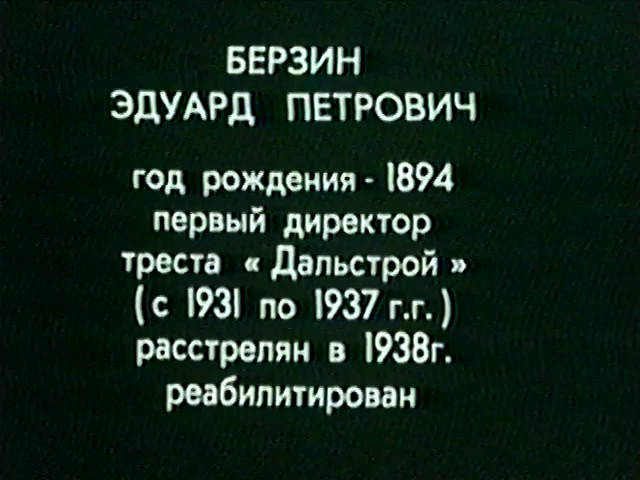 БЕРЗИН
ЭДУАРД ПЕТРОВИЧ
год рождения - 1894
первый директор
треста « Дальстрой »
( с 1931 по 1937 г.г. )
расстрелян в 1938г.
реабилитирован